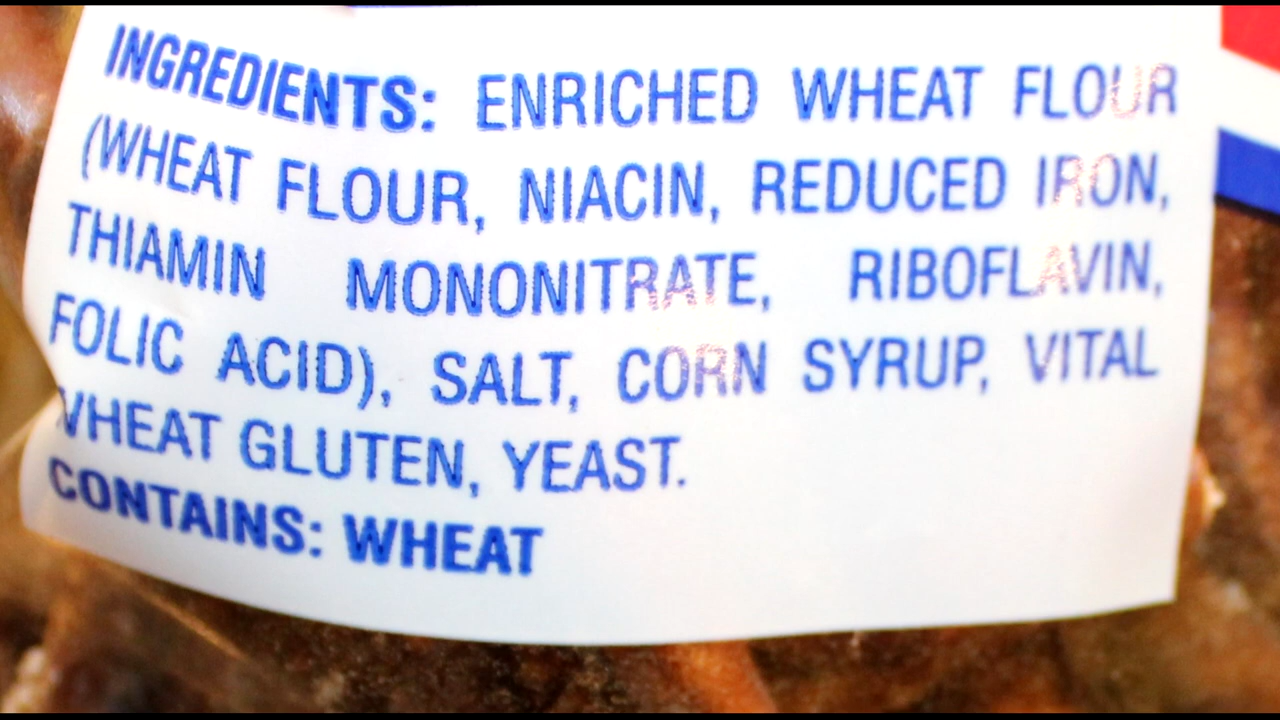 INGREDIENTS: ENRICHED WHEAT FLOUR
(WHEAT FLOUR, NIACIN, REDUCED IRON,
THIAMIN MONONITRATE, RIBOFLAVIN,
FOLIC ACID), SALT, CORN SYRUP, VITAL
WHEAT GLUTEN, YEAST.
CONTAINS: WHEAT